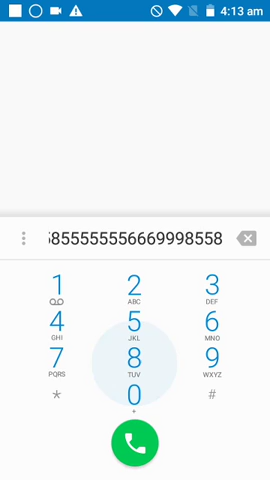 4:13 am
5855555556669998558
1 2 3
ABC DEF
4 5 6
GHI JKL MNO
7 8 9
PQRS TUV WXYZ
* 0 #
+